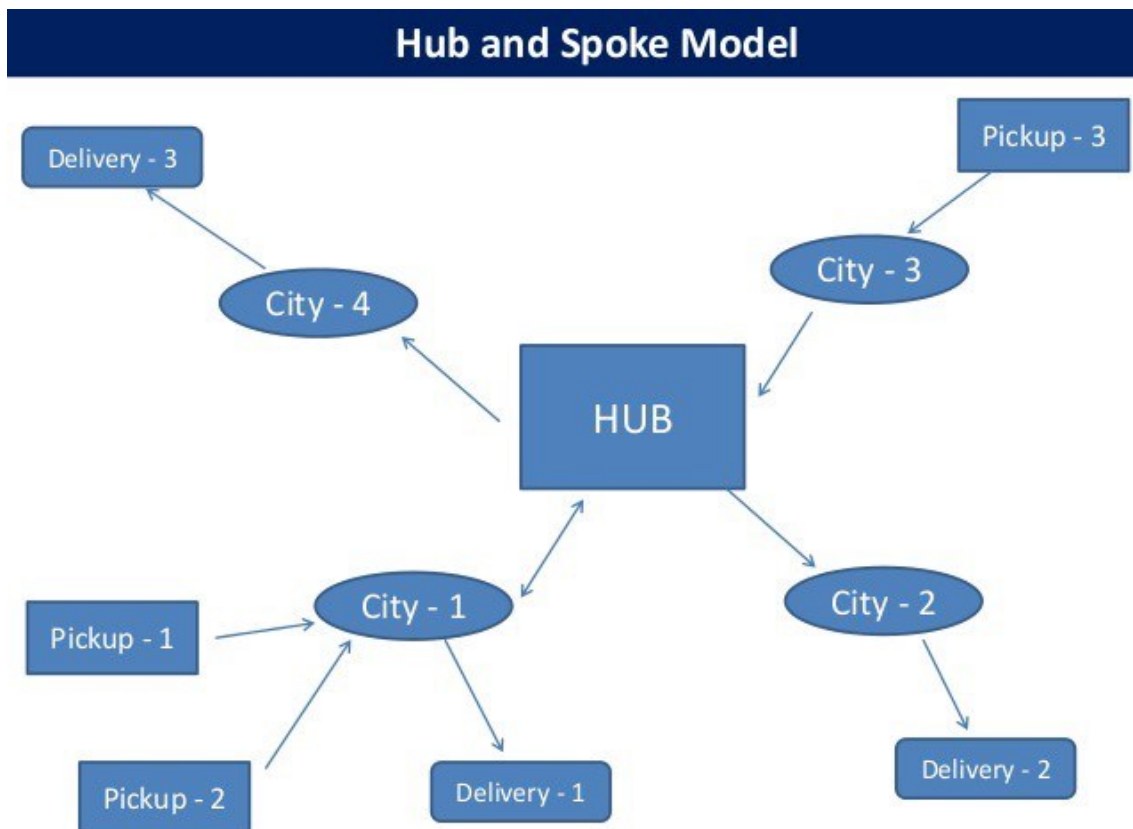 Hub and Spoke Model
Pickup - 3
Delivery - 3
City - 3
City - 4
HUB
City - 1
City - 2
Pickup - 1
Delivery - 2
Pickup - 2
Delivery - 1